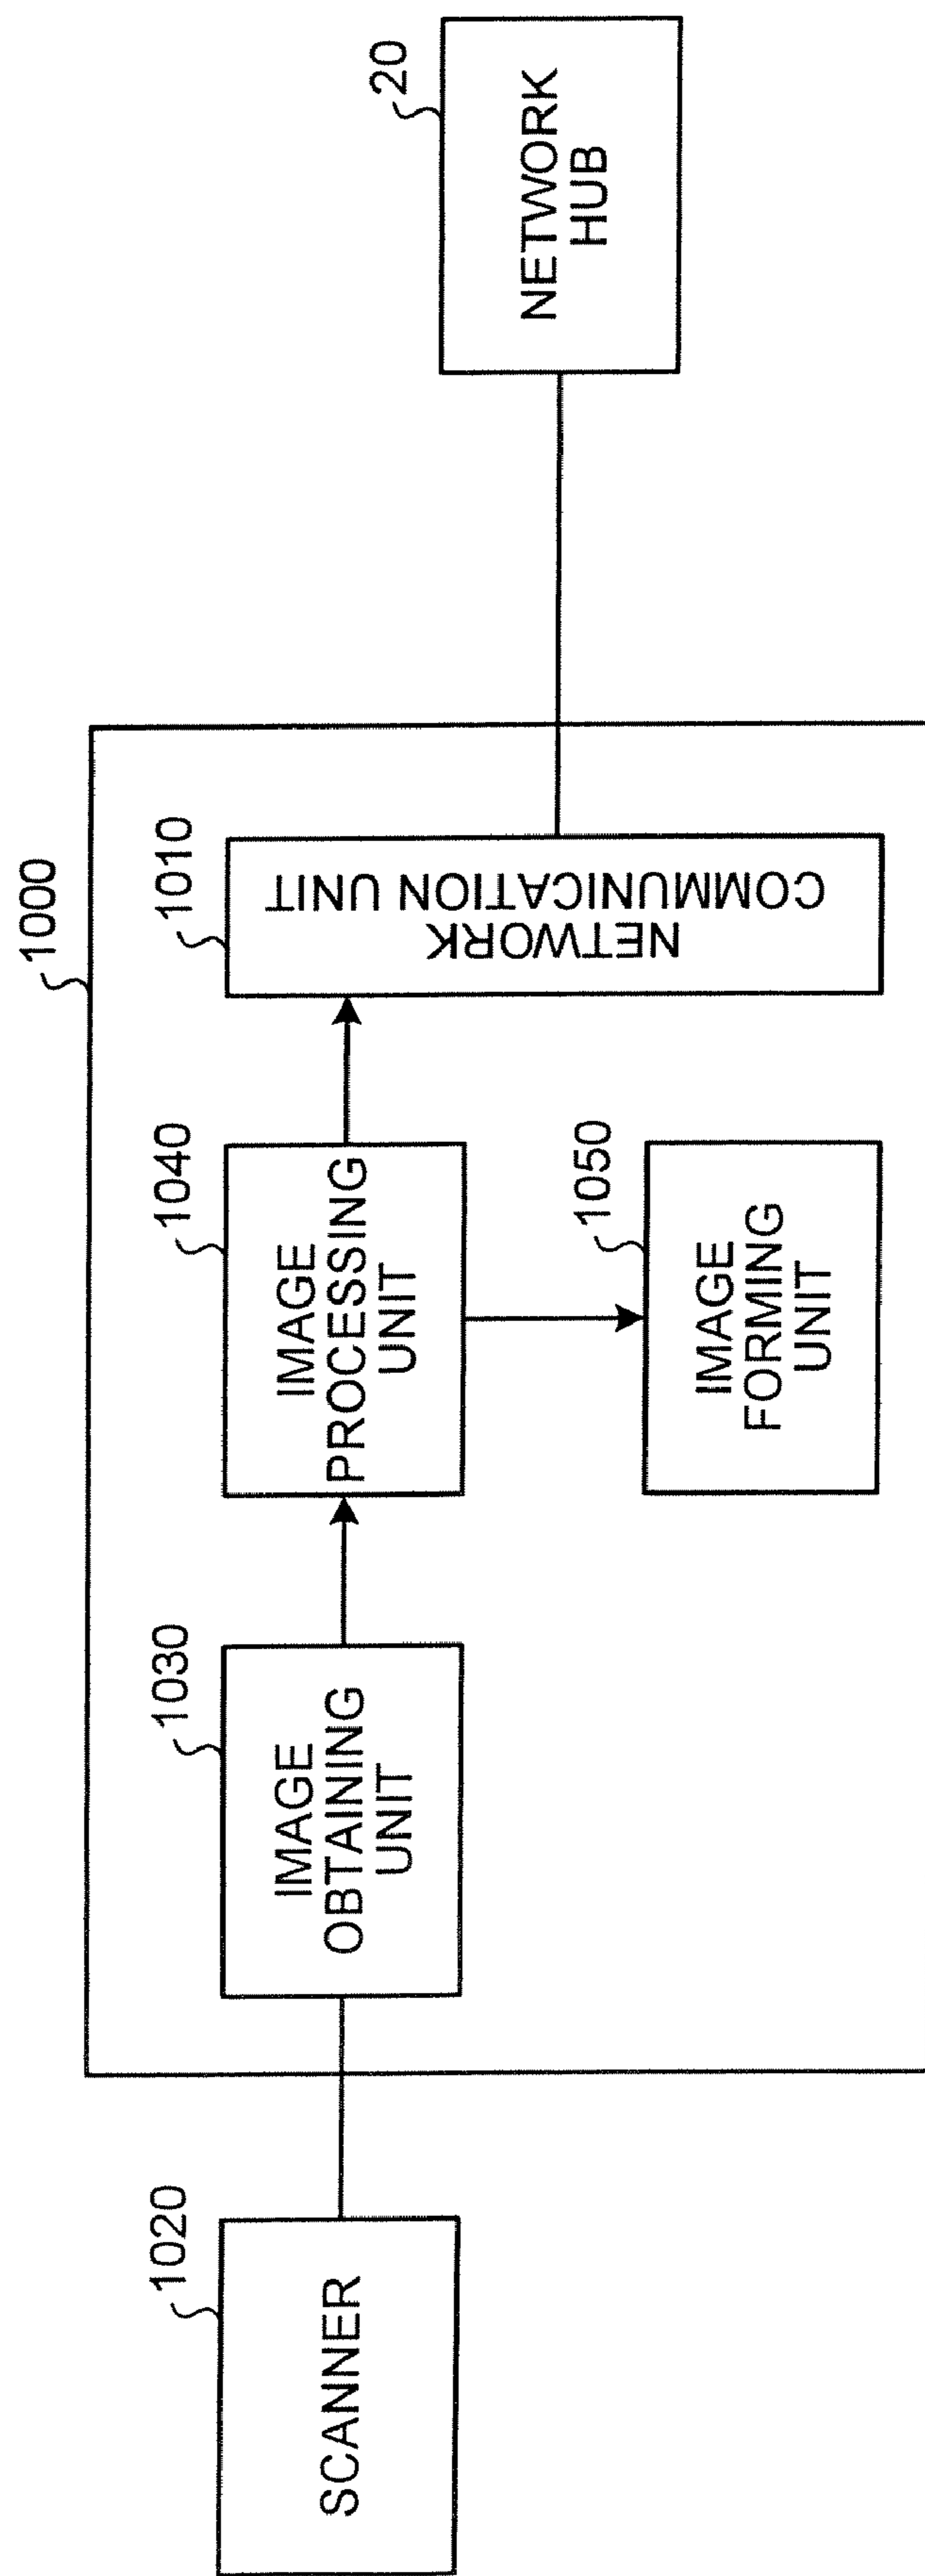 1000
1020
SCANNER
1030
IMAGE
OBTAINING
UNIT
1040
IMAGE
PROCESSING
UNIT
1050
IMAGE
FORMING
UNIT
1010
NETWORK
COMMUNICATION UNIT
20
NETWORK
HUB